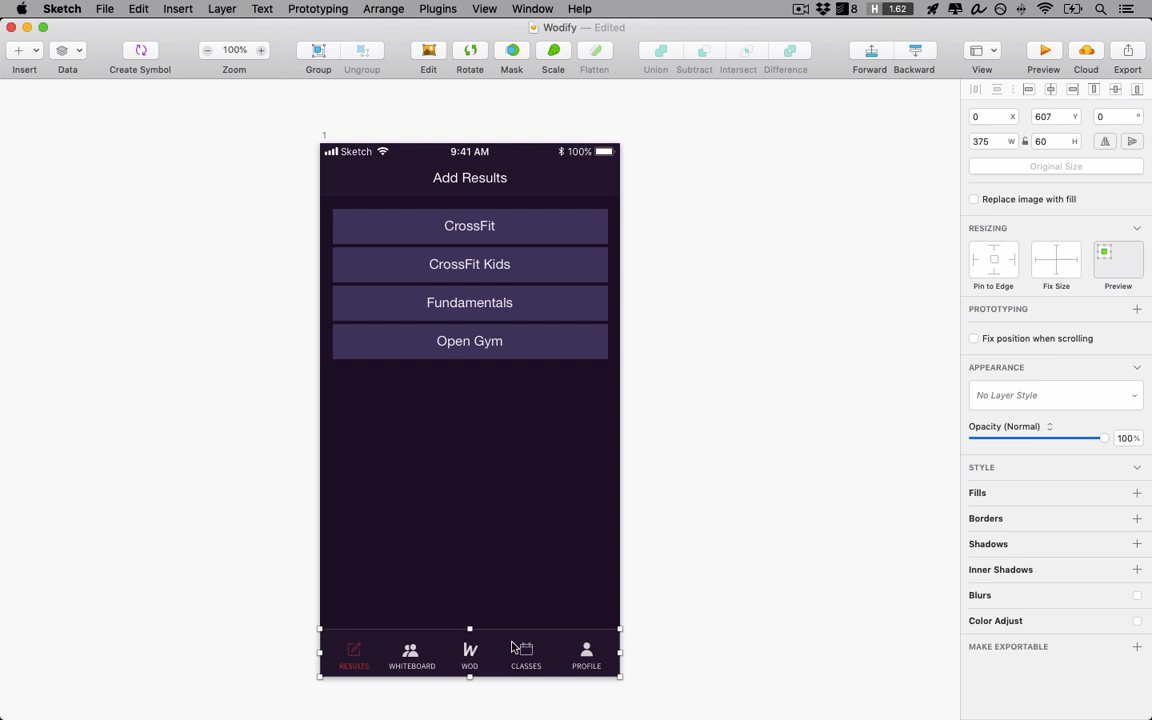 Sketch File Edit Insert Layer Text Prototyping Arrange Plugins View Window Help 8 H 1.62
Wodify — Edited
100%
Insert Data Create Symbol Zoom Group Ungroup Edit Rotate Mask Scale Flatten Union Subtract Intersect Difference Forward Backward View Preview Cloud Export
0 X 607 Y 0 °
375 W 60 H
Original Size
Replace image with fill
RESIZING
Pin to Edge Fix Size Preview
PROTOTYPING
Fix position when scrolling
APPEARANCE
No Layer Style
Opacity (Normal)
100%
STYLE
Fills
Borders
Shadows
Inner Shadows
Blurs
Color Adjust
MAKE EXPORTABLE
1
Sketch 9:41 AM 100%
Add Results
CrossFit
CrossFit Kids
Fundamentals
Open Gym
W
RESULTS WHITEBOARD WOD CLASSES PROFILE